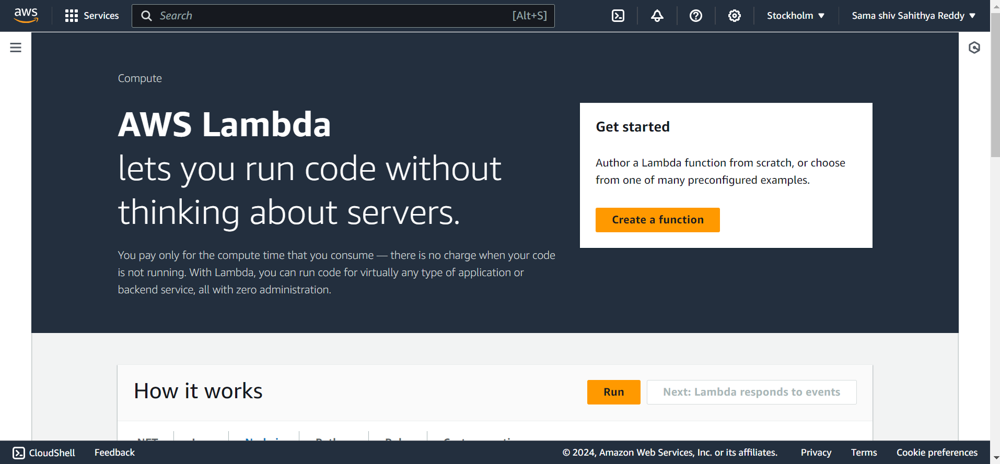 aws
Services
Search
[Alt+S]
Stockholm
Sama shiv Sahithya Reddy
Compute
AWS Lambda
lets you run code without
thinking about servers.
You pay only for the compute time that you consume — there is no charge when your code
is not running. With Lambda, you can run code for virtually any type of application or
backend service, all with zero administration.
Get started
Author a Lambda function from scratch, or choose
from one of many preconfigured examples.
Create a function
How it works
Run
Next: Lambda responds to events
CloudShell
Feedback
© 2024, Amazon Web Services, Inc. or its affiliates.
Privacy
Terms
Cookie preferences